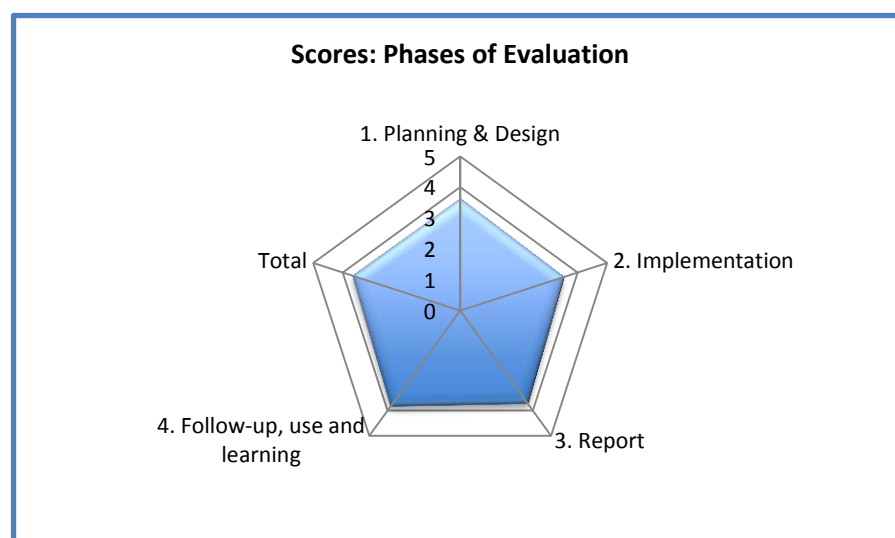 Scores: Phases of Evaluation
1. Planning & Design
5
4
3
2
1
0
Total
2. Implementation
4. Follow-up, use and
learning
3. Report